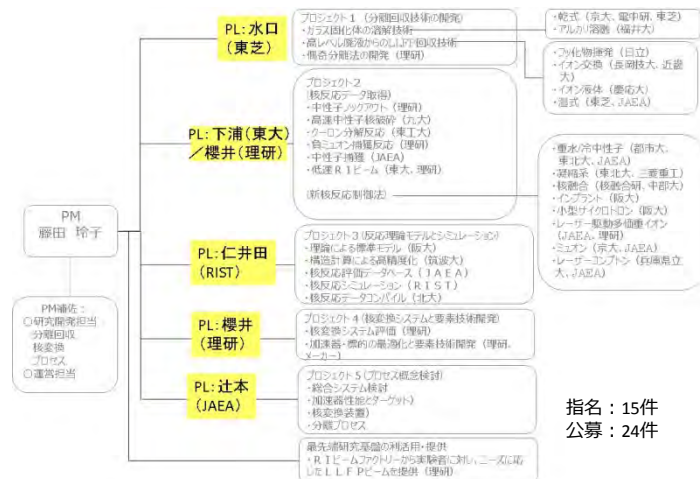 PM
藤田 玲子
PM補佐：
〇研究開発担当
分離回収
核変換
プロセス
〇運営担当
PL：水口
(東芝)
プロジェクト１（分離回収技術の開発）
・ガラス固化体の溶解技術
・高レベル廃液からのLLFP回収技術
・偶奇分離法の開発（理研）
・乾式（京大、電中研、東芝）
・アルカリ溶融（福井大）
・フッ化物揮発（日立）
・イオン交換（長岡技大、近畿
大）
・イオン液体（慶応大）
・湿式（東芝、JAEA）
PL：下浦(東大)
／櫻井(理研)
プロジェクト２
(核反応データ取得)
・中性子ノックアウト（理研）
・高速中性子核破砕（九大）
・クーロン分解反応（東工大）
・負ミュオン捕獲反応（理研）
・中性子捕獲（JAEA）
・低速ＲＩビーム（東大、理研）
(新核反応制御法)
・重水/冷中性子（都市大、
東北大、JAEA）
・凝縮系（東北大、三菱重工）
・核融合（核融合研、中部大）
・インプラント（阪大）
・小型サイクロトロン（阪大）
・レーザー駆動多価重イオン
（JAEA、理研）
・ミュオン（京大、JAEA）
・レーザーコンプトン（兵庫県立
大、JAEA）
PL：仁井田
(RIST)
プロジェクト３（反応理論モデルとシミュレーション）
・理論による標準モデル（阪大）
・構造計算による高精度化（筑波大）
・核反応評価データベース（ＪＡＥＡ）
・核反応シミュレーション（ＲＩＳＴ）
・核反応データコンパイル（北大）
PL：櫻井
(理研)
プロジェクト４（核変換システムと要素技術開発）
・核変換システム評価（理研）
・加速器・標的の最適化と要素技術開発（理研、
メーカー）
PL：辻本
(JAEA)
プロジェクト５（プロセス概念検討）
・総合システム検討
・加速器性能とターゲット）
・核変換装置）
・分離プロセス
最先端研究基盤の利活用・提供
・ＲＩビームファクトリーから実験者に対し、ニーズに応
じたＬＬＦＰビームを提供（理研）
指名：15件
公募：24件